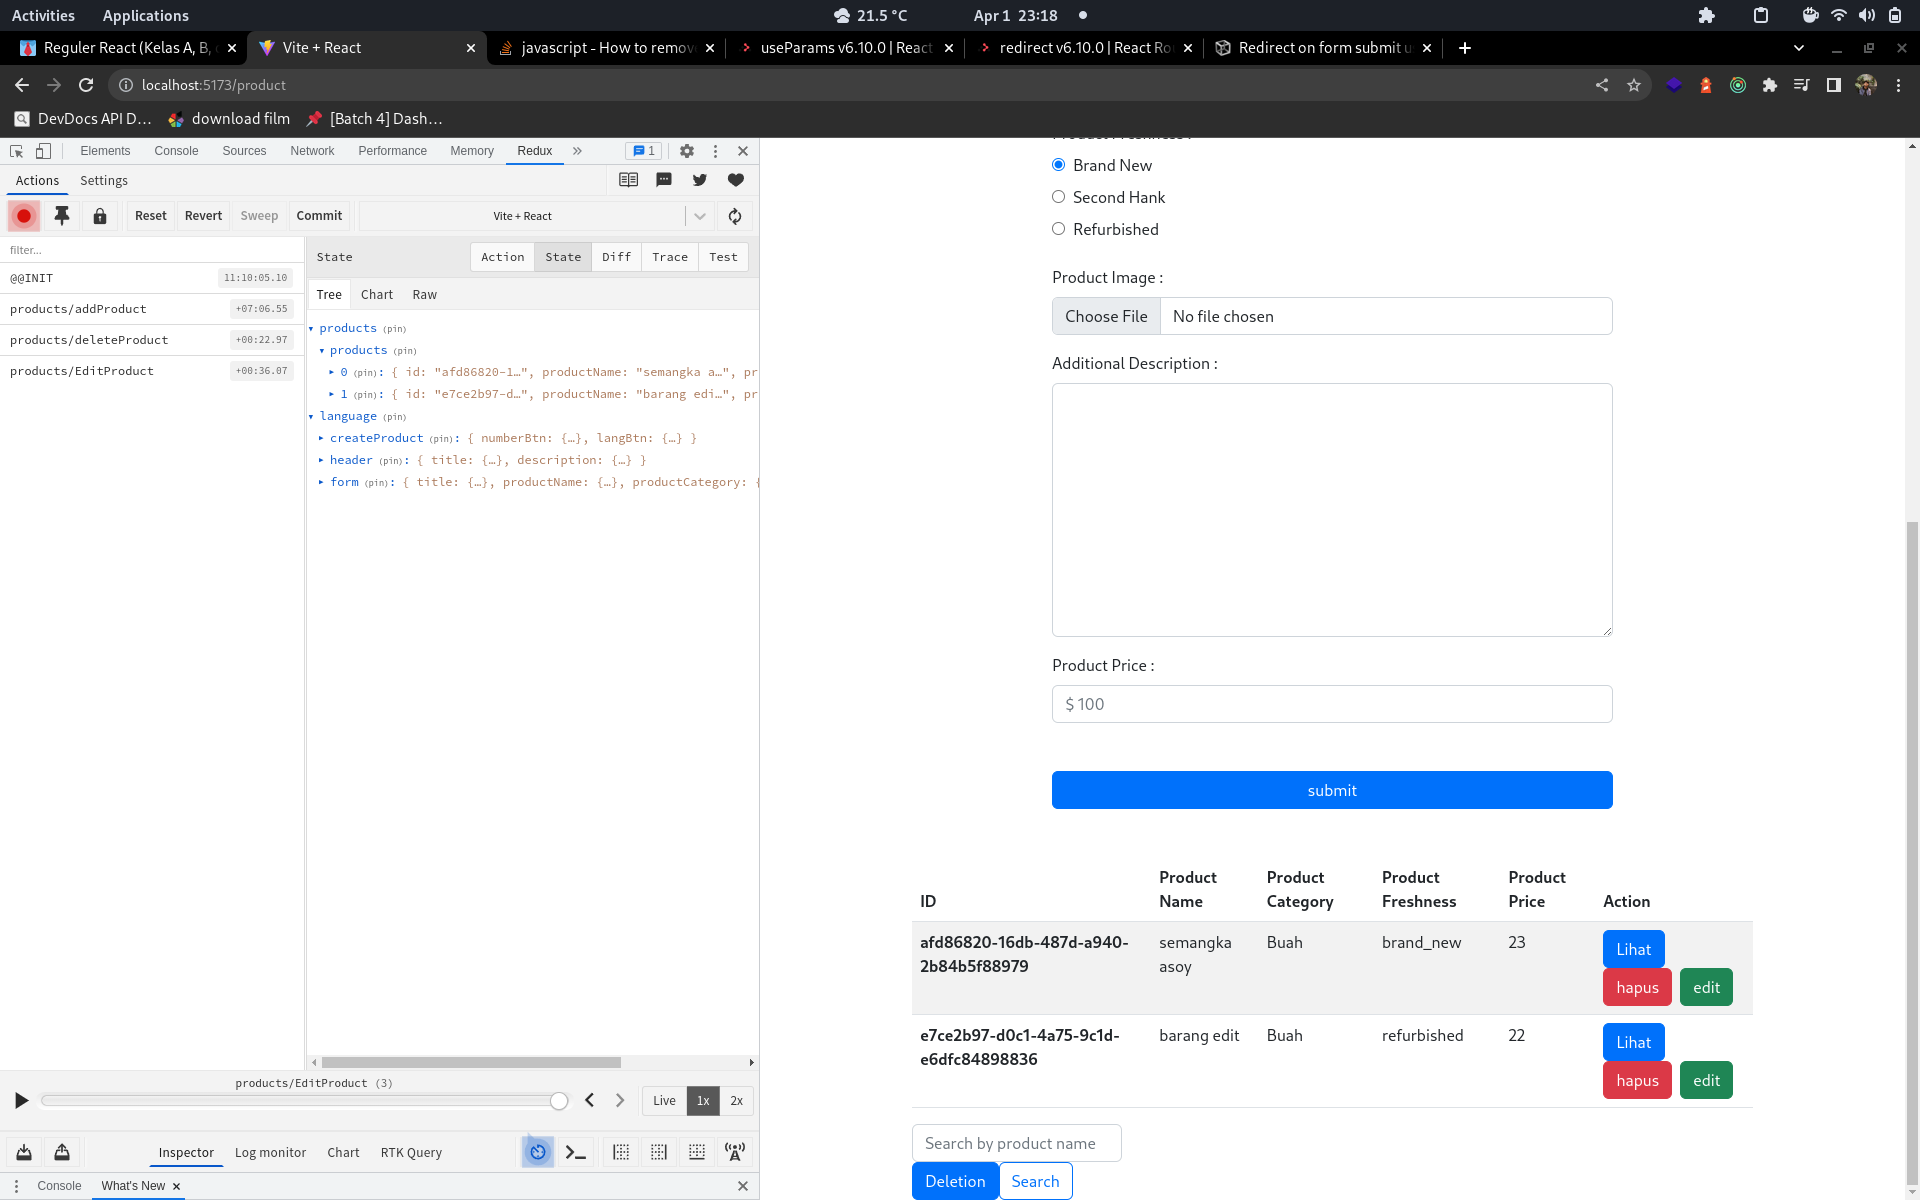 Activities Applications 21.5 °C Apr 1 23:18
Reguler React (Kelas A, B, Vite + React javascript - How to remov useParams v6.10.0 | React redirect v6.10.0 | React Ro Redirect on form submit u
localhost:5173/product
DevDocs API D... download film [Batch 4] Dash...
Elements Console Sources Network Performance Memory Redux 1
Actions Settings
Reset Revert Sweep Commit Vite + React
filter...
@@INIT 11:10:05.10
products/addProduct +07:06.55
products/deleteProduct +00:22.97
products/EditProduct +00:36.07
State Action State Diff Trace Test
Tree Chart Raw
products (pin)
products (pin)
0 (pin): { id: "afd86820-1…", productName: "semangka a…", pr
1 (pin): { id: "e7ce2b97-d…", productName: "barang edi…", pr
language (pin)
createProduct (pin): { numberBtn: {…}, langBtn: {…} }
header (pin): { title: {…}, description: {…} }
form (pin): { title: {…}, productName: {…}, productCategory: {
products/EditProduct (3)
Live 1x 2x
Inspector Log monitor Chart RTK Query
Console What's New
Brand New
Second Hank
Refurbished
Product Image :
Choose File No file chosen
Additional Description :
Product Price :
$ 100
submit
ID Product Name Product Category Product Freshness Product Price Action
afd86820-16db-487d-a940-2b84b5f88979 semangka asoy Buah brand_new 23 Lihat
hapus edit
e7ce2b97-d0c1-4a75-9c1d-e6dfc84898836 barang edit Buah refurbished 22 Lihat
hapus edit
Search by product name
Deletion Search